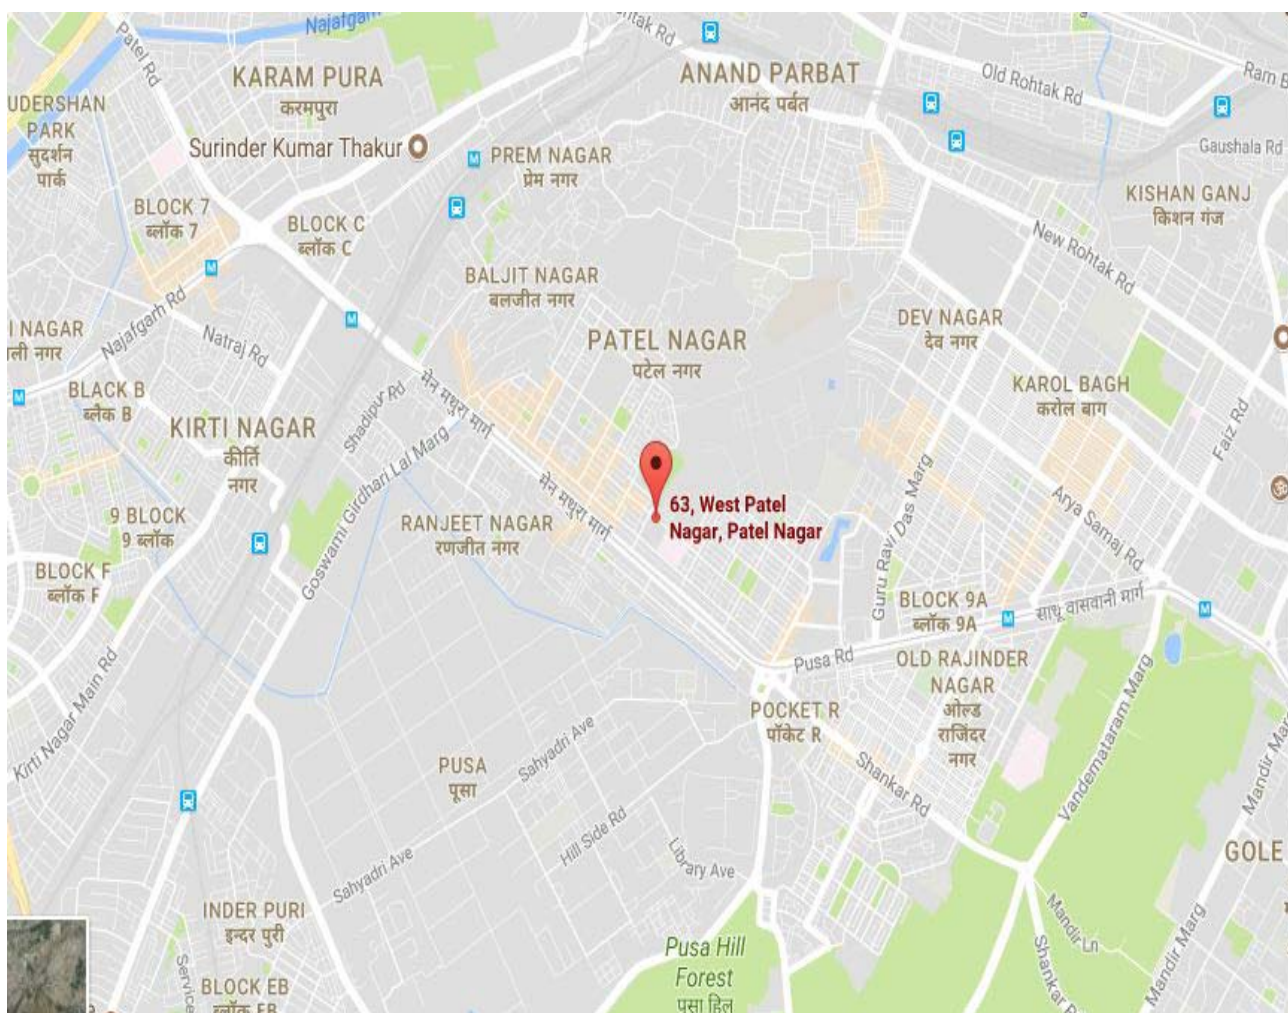 Najafgarh
ntak Rd
Patel Rd
KARAM PURA
करमपुरा
ANAND PARBAT
आनंद पर्बत
Old Rohtak Rd
Ram B
UDERSHAN
PARK
सुदर्शन
पार्क
Surinder Kumar Thakur
PREM NAGAR
प्रेम नगर
Gaushala Rd
KISHAN GANJ
किशन गंज
BLOCK 7
ब्लॉक 7
BLOCK C
ब्लॉक C
New Rohtak Rd
BALJIT NAGAR
बलजीत नगर
I NAGAR
ली नगर
Najafgarh Rd
Natraj Rd
PATEL NAGAR
पटेल नगर
DEV NAGAR
देव नगर
BLACK B
ब्लैक B
Shadipur Rd
मेन मथुरा मार्ग
KAROL BAGH
करोल बाग
Faiz Rd
KIRTI NAGAR
कीर्ति
नगर
Goswami Girdhari Lal Marg
मेन मथुरा मार्ग
63, West Patel
Nagar, Patel Nagar
Guru Ravi Das Marg
Arya Samaj Rd
9 BLOCK
9 ब्लॉक
RANJEET NAGAR
रणजीत नगर
BLOCK F
ब्लॉक F
BLOCK 9A
ब्लॉक 9A
साधू वासवानी मार्ग
Kirti Nagar Main Rd
Pusa Rd
OLD RAJINDER
NAGAR
ओल्ड
राजिंदर
नगर
POCKET R
पॉकेट R
Vandemataram Marg
Mandir Ma
PUSA
पूसा
Sahyadri Ave
Shankar Rd
Hill Side Rd
Library Ave
Sahyadri Ave
GOLE
INDER PURI
इन्दर पुरी
Pusa Hill
Forest
पूसा हिल
Mandir Ln
Mandir Marg
Shankar Rd
Service
BLOCK EB
ब्लॉक EB